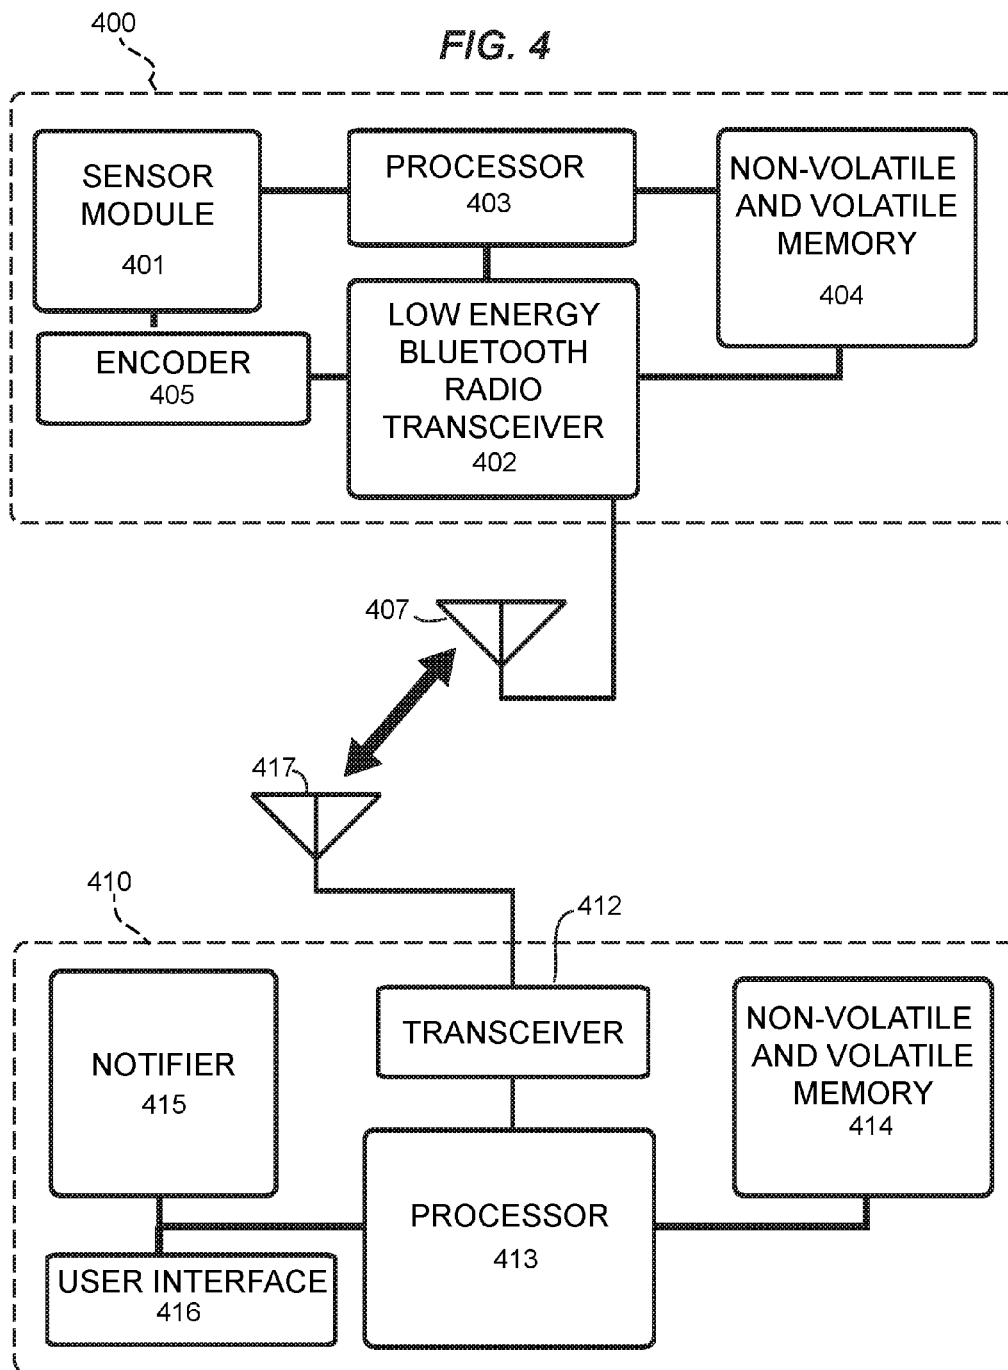 400
FIG. 4
SENSOR
MODULE
401
PROCESSOR
403
NON-VOLATILE
AND VOLATILE
MEMORY
404
LOW ENERGY
BLUETOOTH
RADIO
TRANSCEIVER
402
ENCODER
405
407
417
410
412
NOTIFIER
415
TRANSCEIVER
NON-VOLATILE
AND VOLATILE
MEMORY
414
PROCESSOR
413
USER INTERFACE
416